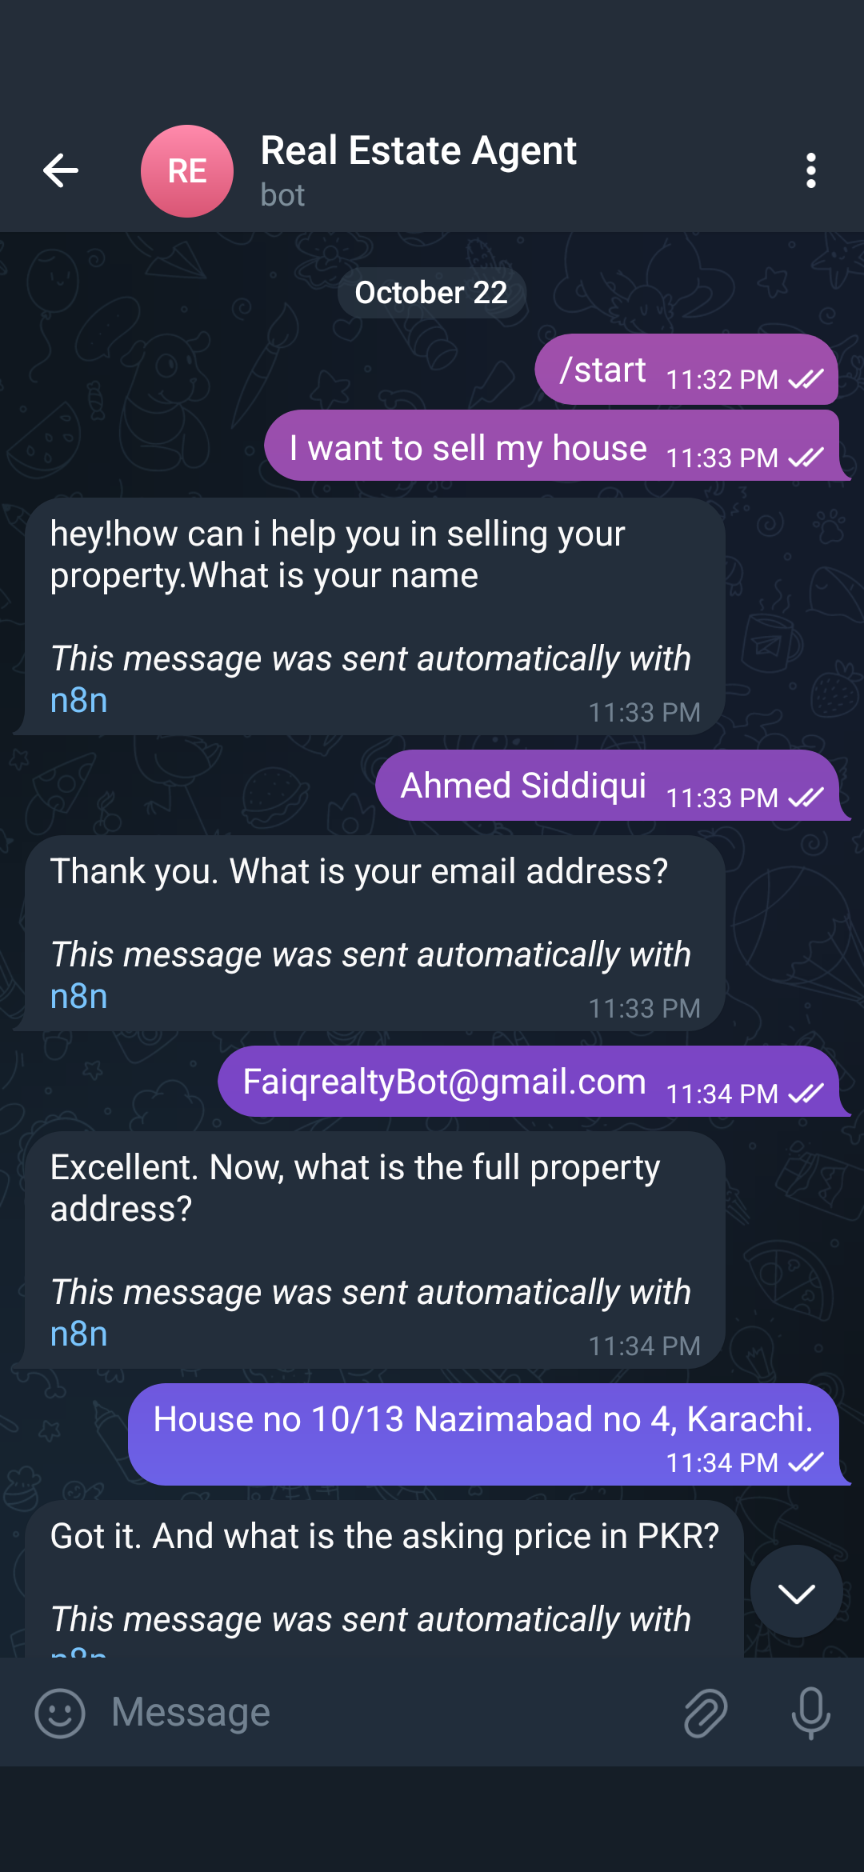 RE
Real Estate Agent
bot
October 22
/start 11:32 PM
I want to sell my house 11:33 PM
hey!how can i help you in selling your
property.What is your name
This message was sent automatically with
n8n
11:33 PM
Ahmed Siddiqui 11:33 PM
Thank you. What is your email address?
This message was sent automatically with
n8n
11:33 PM
FaiqrealtyBot@gmail.com 11:34 PM
Excellent. Now, what is the full property
address?
This message was sent automatically with
n8n
11:34 PM
House no 10/13 Nazimabad no 4, Karachi.
11:34 PM
Got it. And what is the asking price in PKR?
This message was sent automatically with
n8n
Message